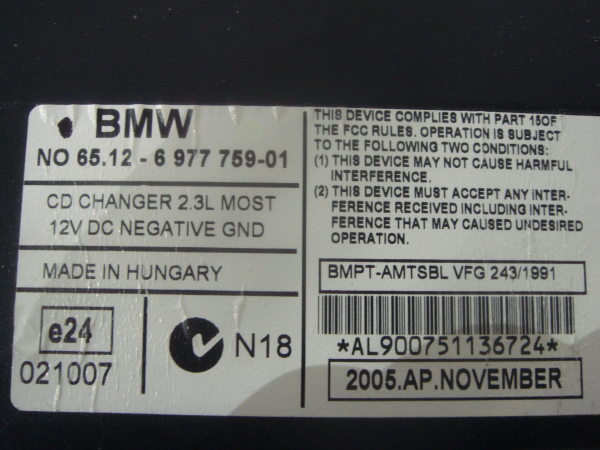 BMW
NO 65.12 - 6 977 759-01
CD CHANGER 2.3L MOST
12V DC NEGATIVE GND
MADE IN HUNGARY
e24
021007
N18
THIS DEVICE COMPLIES WITH PART 15OF
THE FCC RULES. OPERATION IS SUBJECT
TO THE FOLLOWING TWO CONDITIONS:
(1) THIS DEVICE MAY NOT CAUSE HARMFUL
INTERFERENCE.
(2) THIS DEVICE MUST ACCEPT ANY INTER-
FERENCE RECEIVED INCLUDING INTER-
FERENCE THAT MAY CAUSED UNDESIRED
OPERATION.
BMPT-AMTSBL VFG 243/1991
*AL900751136724*
2005.AP.NOVEMBER